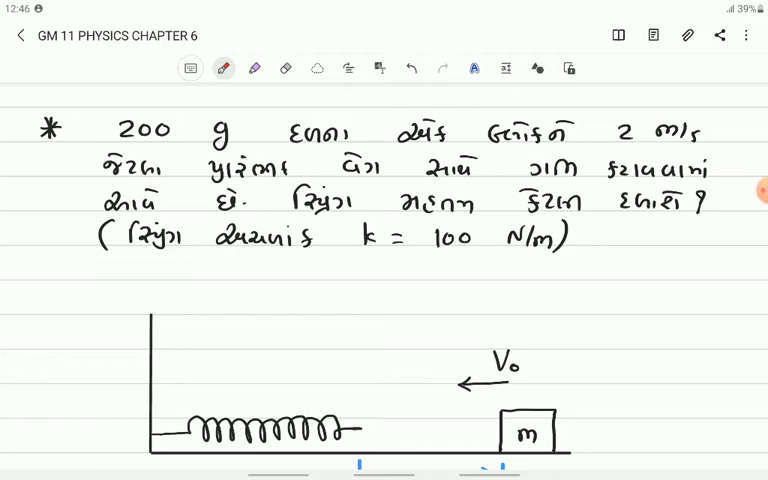 12:46
39%
GM 11 PHYSICS CHAPTER 6
* 200 g દળના એક બ્લોકને 2 m/s
જેટલા પ્રારંભિક વેગ સાથે ગતિ કરાવવામાં
આવે છે. સ્પ્રિંગ મહત્તમ કેટલા દબાશે ?
( સ્પ્રિંગ અચળાંક k = 100 N/m)
V₀
m